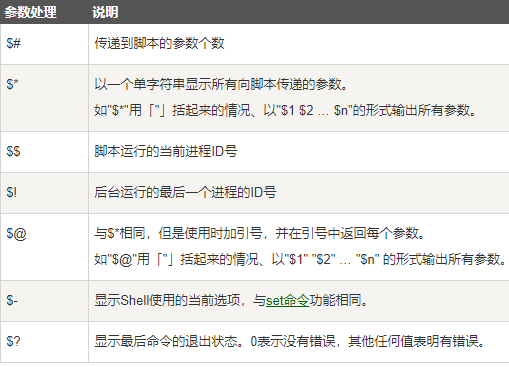 参数处理 说明
$# 传递到脚本的参数个数
$* 以一个单字符串显示所有向脚本传递的参数。
如"$*"用「"」括起来的情况、以"$1 $2 … $n"的形式输出所有参数。
$$ 脚本运行的当前进程ID号
$! 后台运行的最后一个进程的ID号
$@ 与$*相同，但是使用时加引号，并在引号中返回每个参数。
如"$@"用「"」括起来的情况、以"$1" "$2" … "$n" 的形式输出所有参数。
$- 显示Shell使用的当前选项，与set命令功能相同。
$? 显示最后命令的退出状态。0表示没有错误，其他任何值表明有错误。